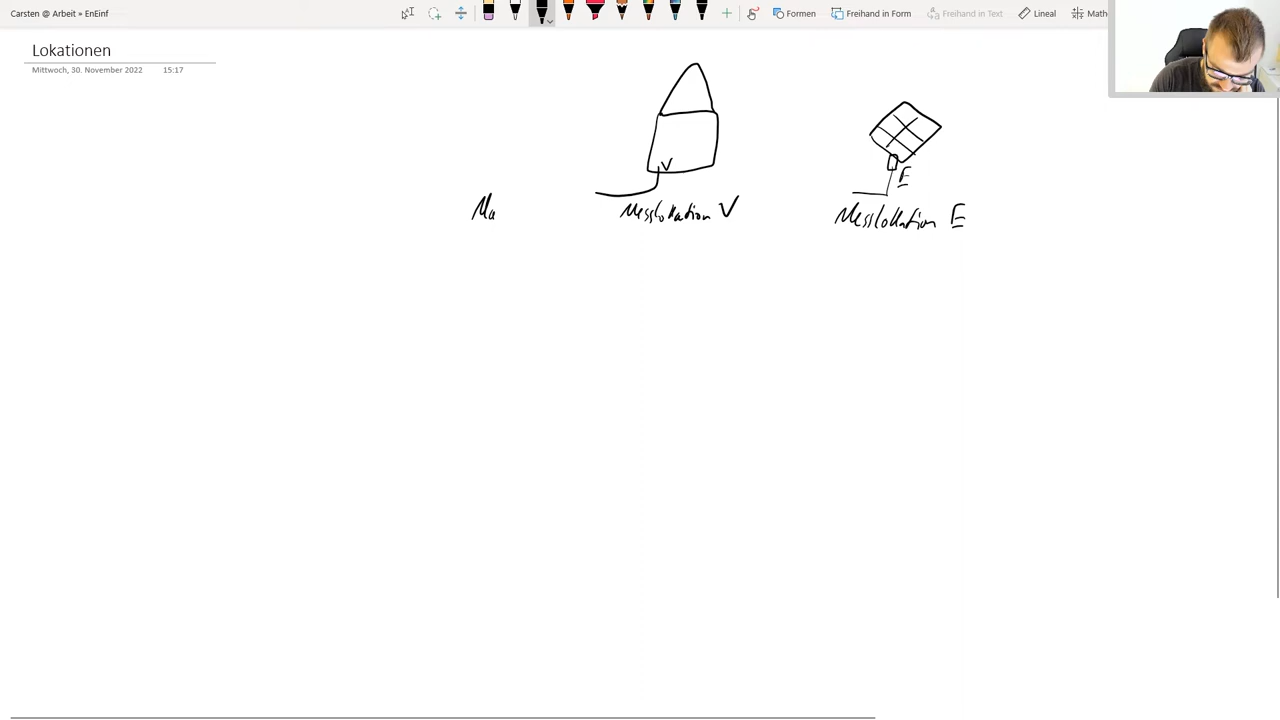 Carsten @ Arbeit » EnEinf
Formen
Freihand in Form
Freihand in Text
Lineal
Math
Lokationen
Mittwoch, 30. November 2022 15:17
V
E
Ma
Messlokation V
Messlokation E